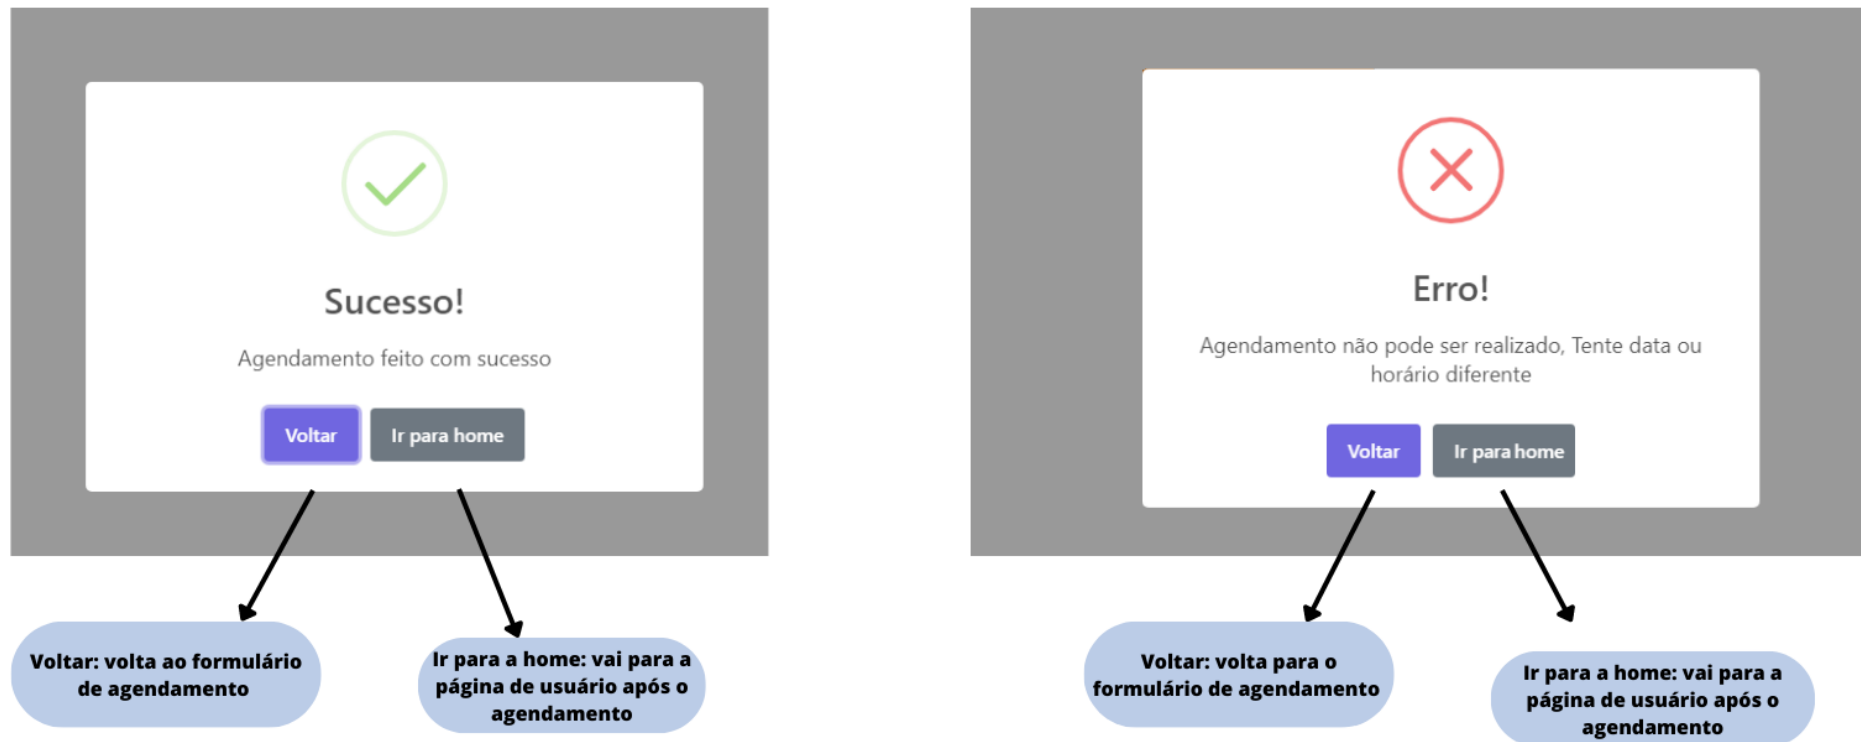 Sucesso!
Agendamento feito com sucesso
Voltar
Ir para home
Voltar: volta ao formulário
de agendamento
Ir para a home: vai para a
página de usuário após o
agendamento
Erro!
Agendamento não pode ser realizado, Tente data ou
horário diferente
Voltar
Ir para home
Voltar: volta para o
formulário de agendamento
Ir para a home: vai para a
página de usuário após o
agendamento